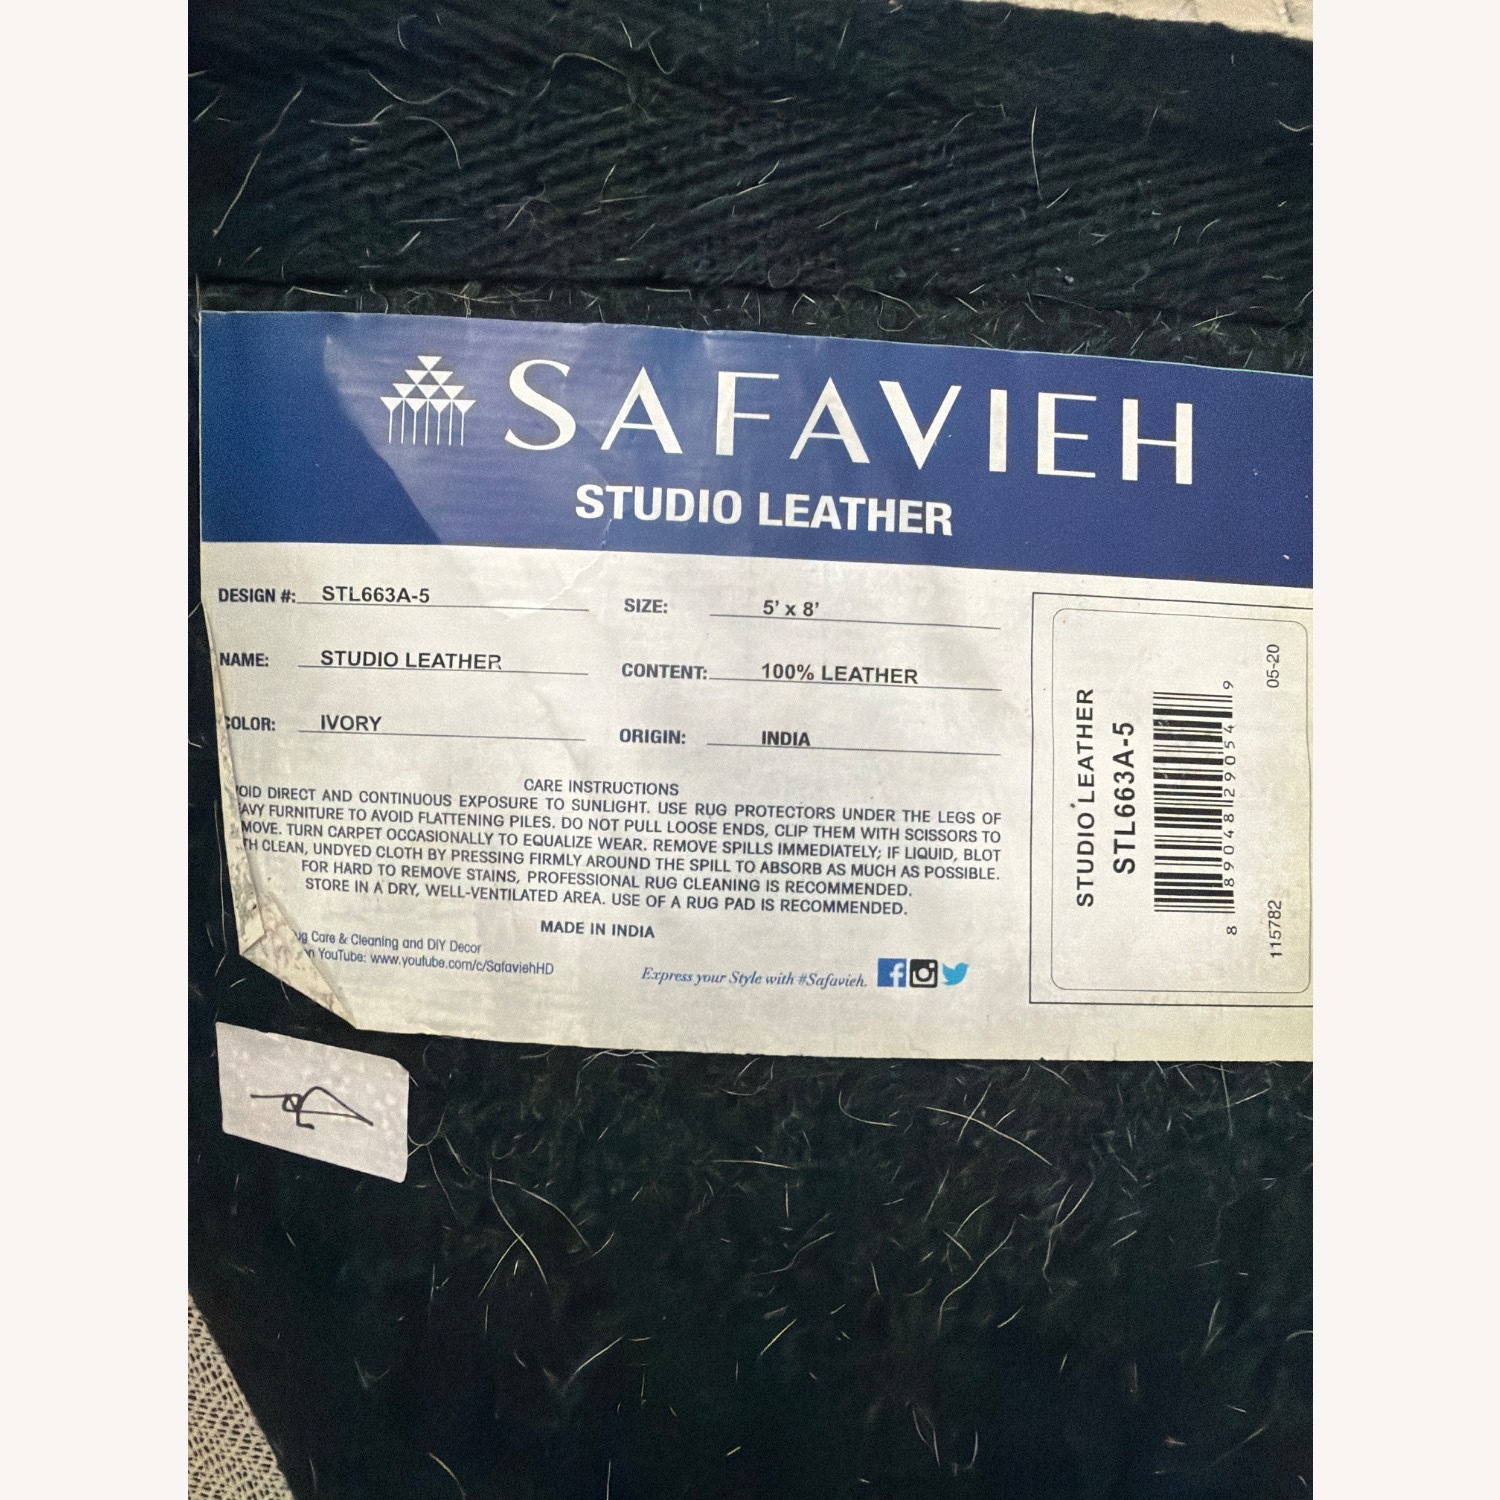 SAFAVIEH
STUDIO LEATHER
DESIGN #: STL663A-5
SIZE: 5' x 8'
NAME: STUDIO LEATHER
CONTENT: 100% LEATHER
COLOR: IVORY
ORIGIN: INDIA
CARE INSTRUCTIONS
OID DIRECT AND CONTINUOUS EXPOSURE TO SUNLIGHT. USE RUG PROTECTORS UNDER THE LEGS OF
AVY FURNITURE TO AVOID FLATTENING PILES. DO NOT PULL LOOSE ENDS, CLIP THEM WITH SCISSORS TO
MOVE. TURN CARPET OCCASIONALLY TO EQUALIZE WEAR. REMOVE SPILLS IMMEDIATELY; IF LIQUID, BLOT
TH CLEAN, UNDYED CLOTH BY PRESSING FIRMLY AROUND THE SPILL TO ABSORB AS MUCH AS POSSIBLE.
FOR HARD TO REMOVE STAINS, PROFESSIONAL RUG CLEANING IS RECOMMENDED.
STORE IN A DRY, WELL-VENTILATED AREA. USE OF A RUG PAD IS RECOMMENDED.
MADE IN INDIA
ug Care & Cleaning and DIY Decor
n YouTube: www.youtube.com/c/SafaviehHD
Express your Style with #Safavieh.
STUDIO LEATHER
STL663A-5
8 89048 29054 9
115782
05-20